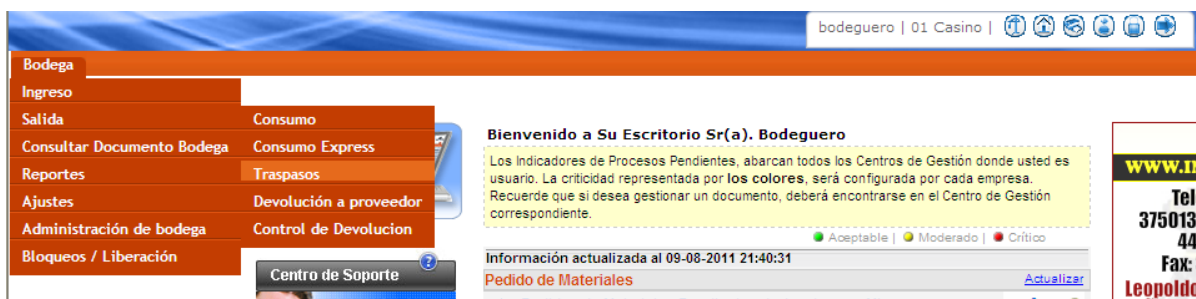 bodeguero | 01 Casino |
Bodega
Ingreso
Salida
Consultar Documento Bodega
Reportes
Ajustes
Administración de bodega
Bloqueos / Liberación
Consumo
Consumo Express
Traspasos
Devolución a proveedor
Control de Devolucion
Centro de Soporte
Bienvenido a Su Escritorio Sr(a). Bodeguero
Los Indicadores de Procesos Pendientes, abarcan todos los Centros de Gestión donde usted es
usuario. La criticidad representada por los colores, será configurada por cada empresa.
Recuerde que si desea gestionar un documento, deberá encontrarse en el Centro de Gestión
correspondiente.
Aceptable | Moderado | Crítico
Información actualizada al 09-08-2011 21:40:31
Pedido de Materiales
Actualizar
Tel
375013
44
Fax: